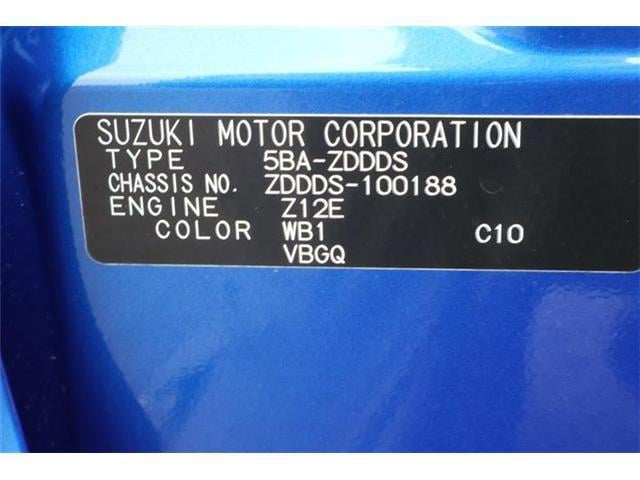 SUZUKI MOTOR CORPORATION
TYPE 5BA-ZDDDS
CHASSIS NO. ZDDDS-100188
ENGINE Z12E
COLOR WB1 C10
VBGQ